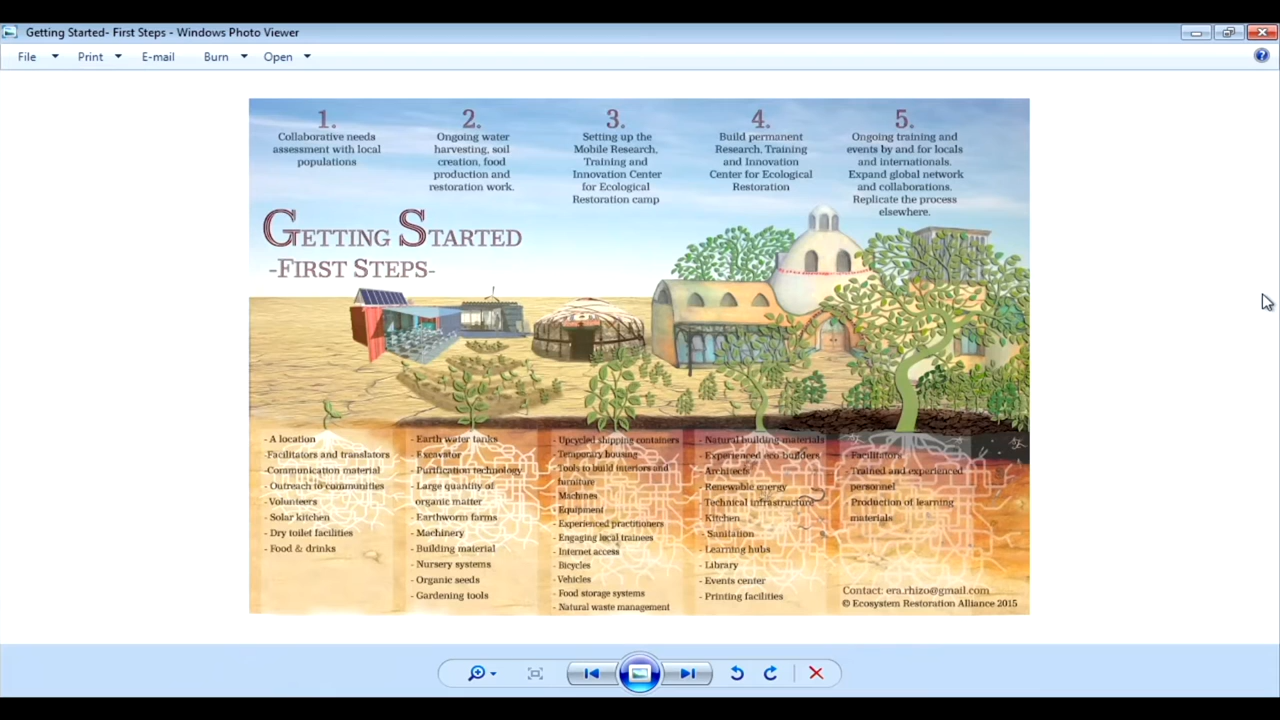 Getting Started- First Steps - Windows Photo Viewer
File Print E-mail Burn Open
1.
Collaborative needs
assessment with local
populations
2.
Ongoing water
harvesting, soil
creation, food
production and
restoration work.
3.
Setting up the
Mobile Research,
Training and
Innovation Center
for Ecological
Restoration camp
4.
Build permanent
Research, Training
and Innovation
Center for Ecological
Restoration
5.
Ongoing training and
events by and for locals
and internationals.
Expand global network
and collaborations.
Replicate the process
elsewhere.
GETTING STARTED
-FIRST STEPS-
- A location
-Facilitators and translators
-Communication material
- Outreach to communities
- Volunteers
- Solar kitchen
- Dry toilet facilities
- Food & drinks
- Earth water tanks
- Excavator
- Purification technology
- Large quantity of
organic matter
- Earthworm farms
- Machinery
- Building material
- Nursery systems
- Organic seeds
- Gardening tools
- Upcycled shipping containers
- Temporary housing
- Tools to build interiors and
furniture
- Machines
- Equipment
- Experienced practitioners
- Engaging local trainees
- Internet access
- Bicycles
- Vehicles
- Food storage systems
- Natural waste management
- Natural building materials
- Experienced eco-builders
- Architects
- Renewable energy
- Technical infrastructure
- Kitchen
- Sanitation
- Learning hubs
- Library
- Events center
- Printing facilities
- Facilitators
- Trained and experienced
personnel
- Production of learning
materials
Contact: era.rhizo@gmail.com
© Ecosystem Restoration Alliance 2015